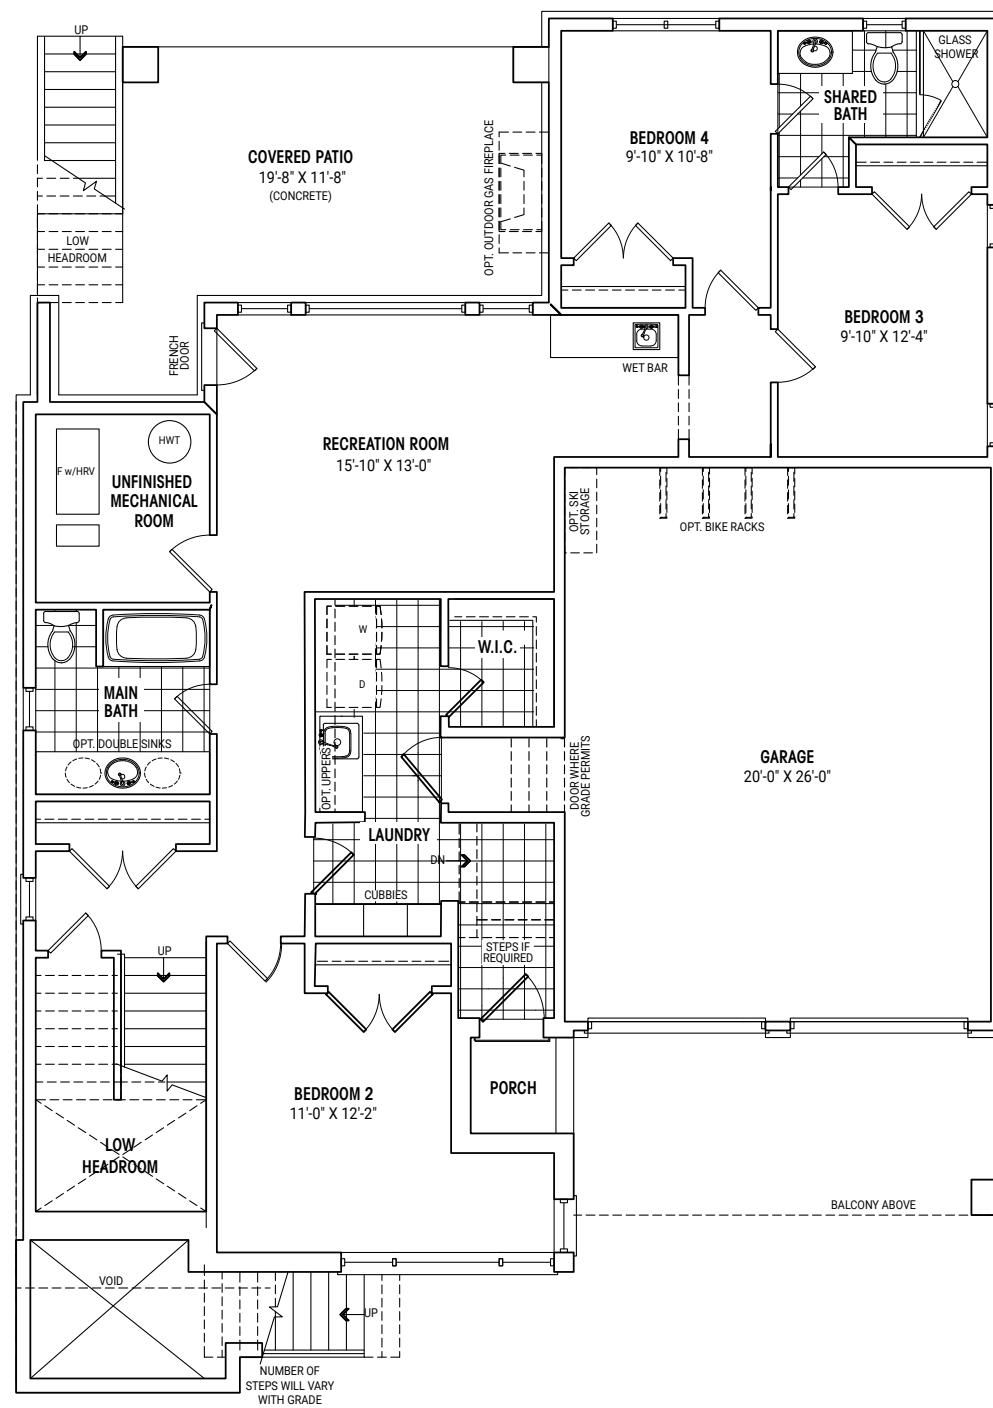 UP
GLASS
SHOWER
SHARED
BATH
BEDROOM 4
9'-10" X 10'-8"
COVERED PATIO
19'-8" X 11'-8"
(CONCRETE)
OPT. OUTDOOR GAS FIREPLACE
LOW
HEADROOM
BEDROOM 3
9'-10" X 12'-4"
FRENCH
DOOR
WET BAR
RECREATION ROOM
15'-10" X 13'-0"
HWT
F w/HRV
UNFINISHED
MECHANICAL
ROOM
OPT. SKI
STORAGE
OPT. BIKE RACKS
W
D
W.I.C.
MAIN
BATH
OPT. DOUBLE SINKS
OPT. UPPERS
DOOR WHERE
GRADE PERMITS
GARAGE
20'-0" X 26'-0"
LAUNDRY
DN
CUBBIES
UP
STEPS IF
REQUIRED
BEDROOM 2
11'-0" X 12'-2"
PORCH
LOW
HEADROOM
BALCONY ABOVE
VOID
UP
NUMBER OF
STEPS WILL VARY
WITH GRADE